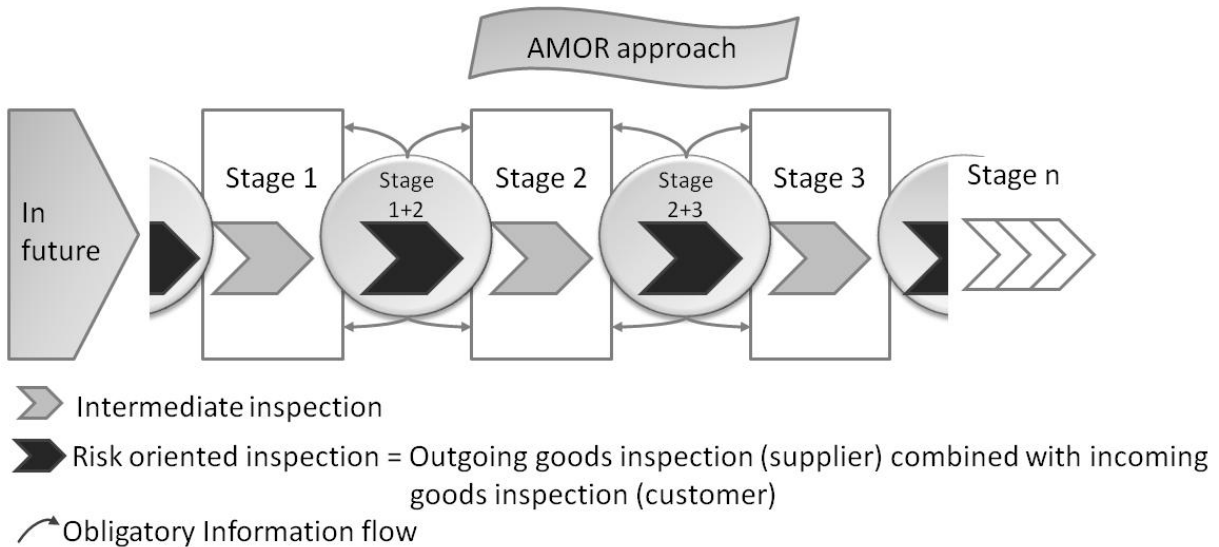 AMOR approach
In
future
Stage 1
Stage
1+2
Stage 2
Stage
2+3
Stage 3
Stage n
Intermediate inspection
Risk oriented inspection = Outgoing goods inspection (supplier) combined with incoming
goods inspection (customer)
Obligatory Information flow